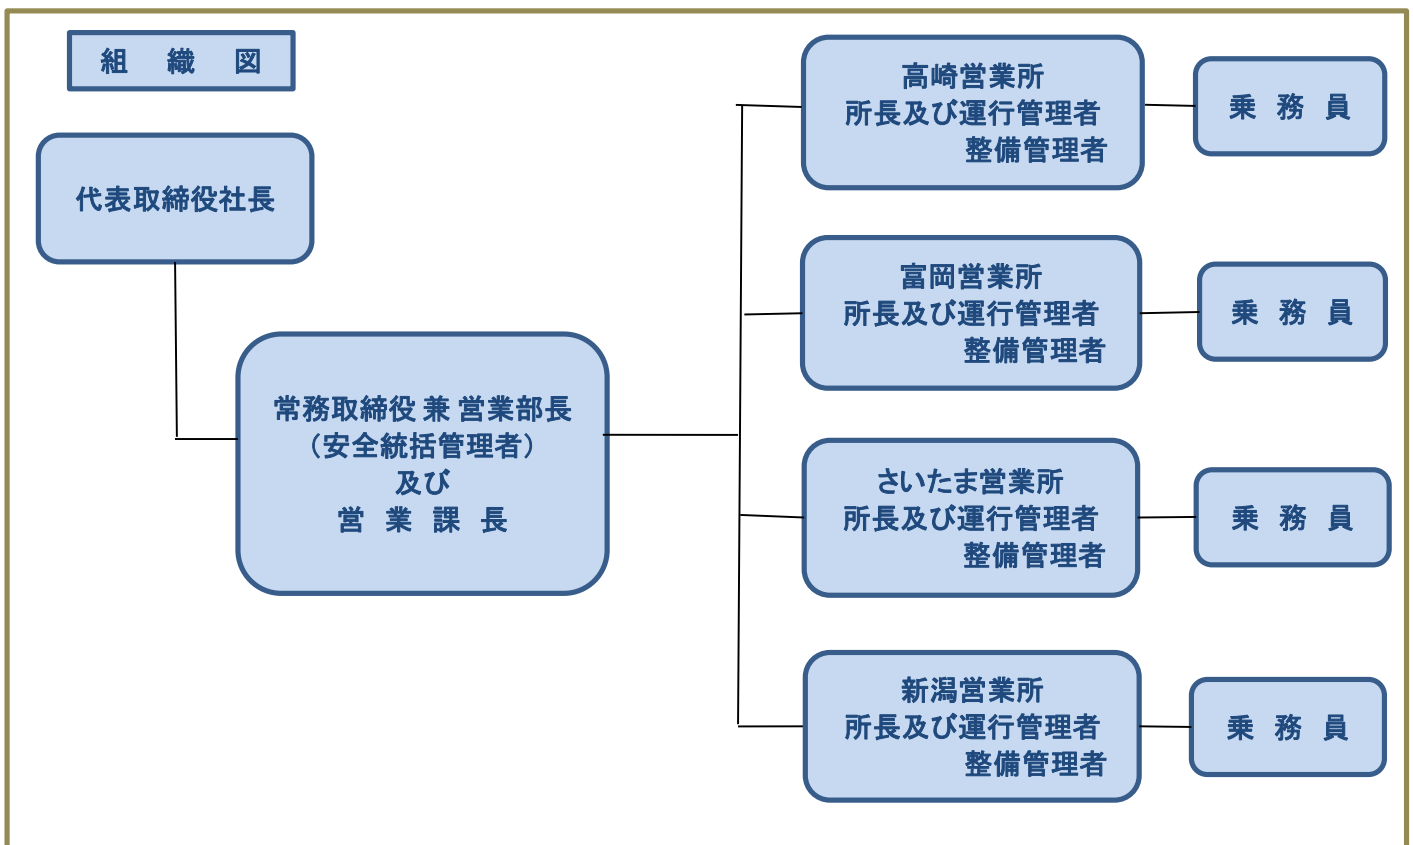 組 織 図
代表取締役社長
常務取締役 兼 営業部長
（安全統括管理者）
及び
営 業 課 長
高崎営業所
所長及び運行管理者
整備管理者
乗 務 員
富岡営業所
所長及び運行管理者
整備管理者
乗 務 員
さいたま営業所
所長及び運行管理者
整備管理者
乗 務 員
新潟営業所
所長及び運行管理者
整備管理者
乗 務 員